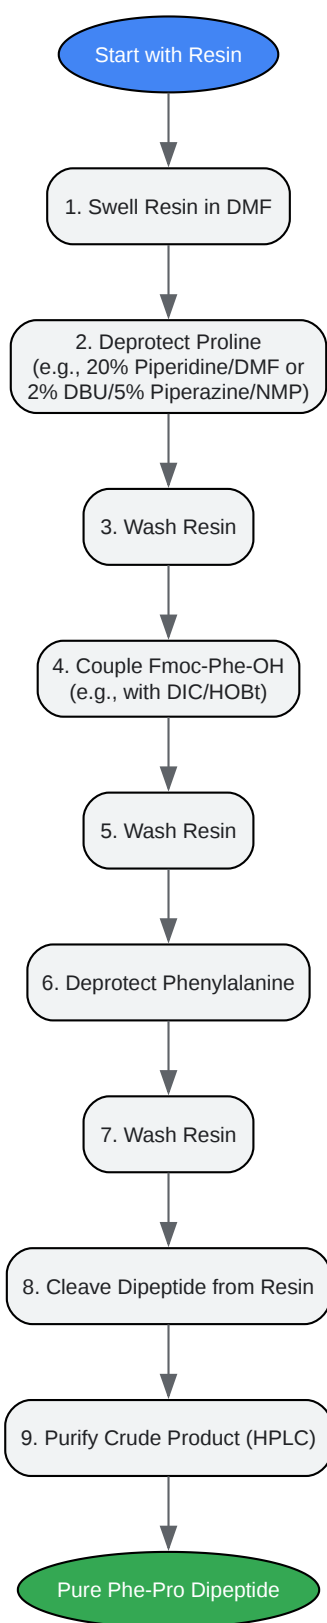 Start with Resin
1. Swell Resin in DMF
2. Deprotect Proline
(e.g., 20% Piperidine/DMF or
2% DBU/5% Piperazine/NMP)
3. Wash Resin
4. Couple Fmoc-Phe-OH
(e.g., with DIC/HOBt)
5. Wash Resin
6. Deprotect Phenylalanine
7. Wash Resin
8. Cleave Dipeptide from Resin
9. Purify Crude Product (HPLC)
Pure Phe-Pro Dipeptide